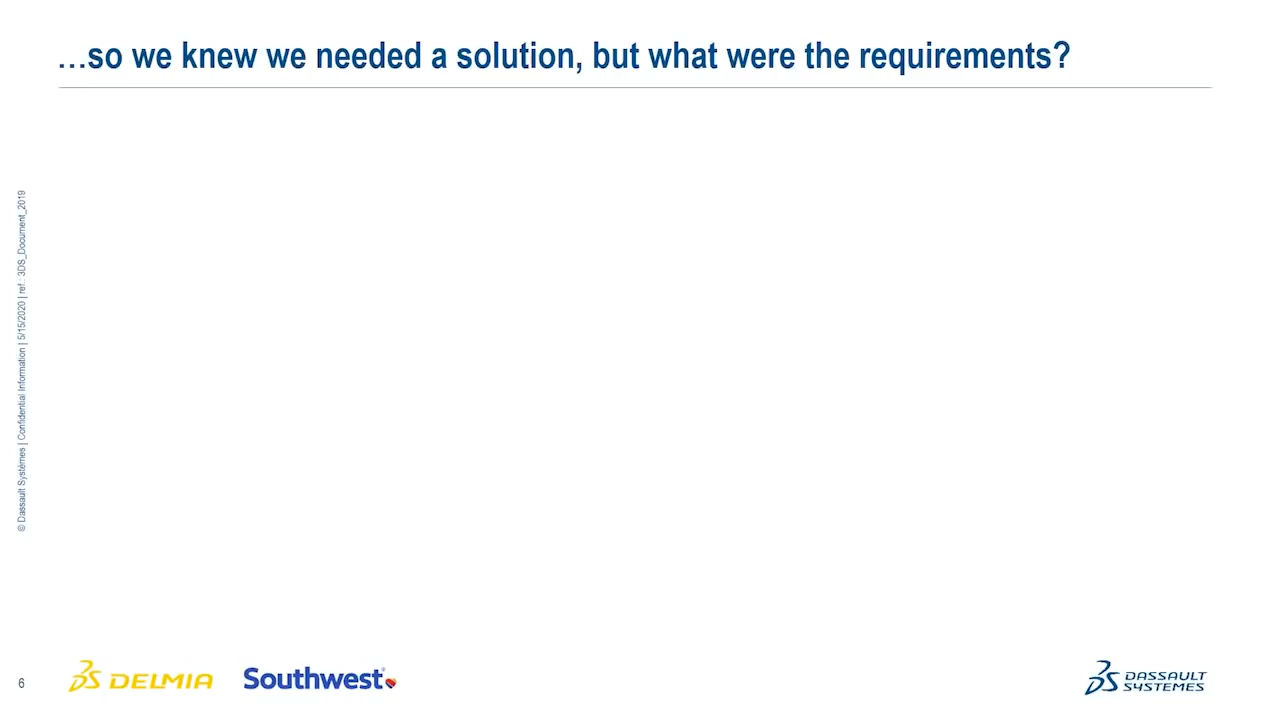 …so we knew we needed a solution, but what were the requirements?
© Dassault Systèmes | Confidential Information | 5/15/2020 | ref.: 3DS_Document_2019
6
DELMIA
Southwest®
DASSAULT
SYSTEMES